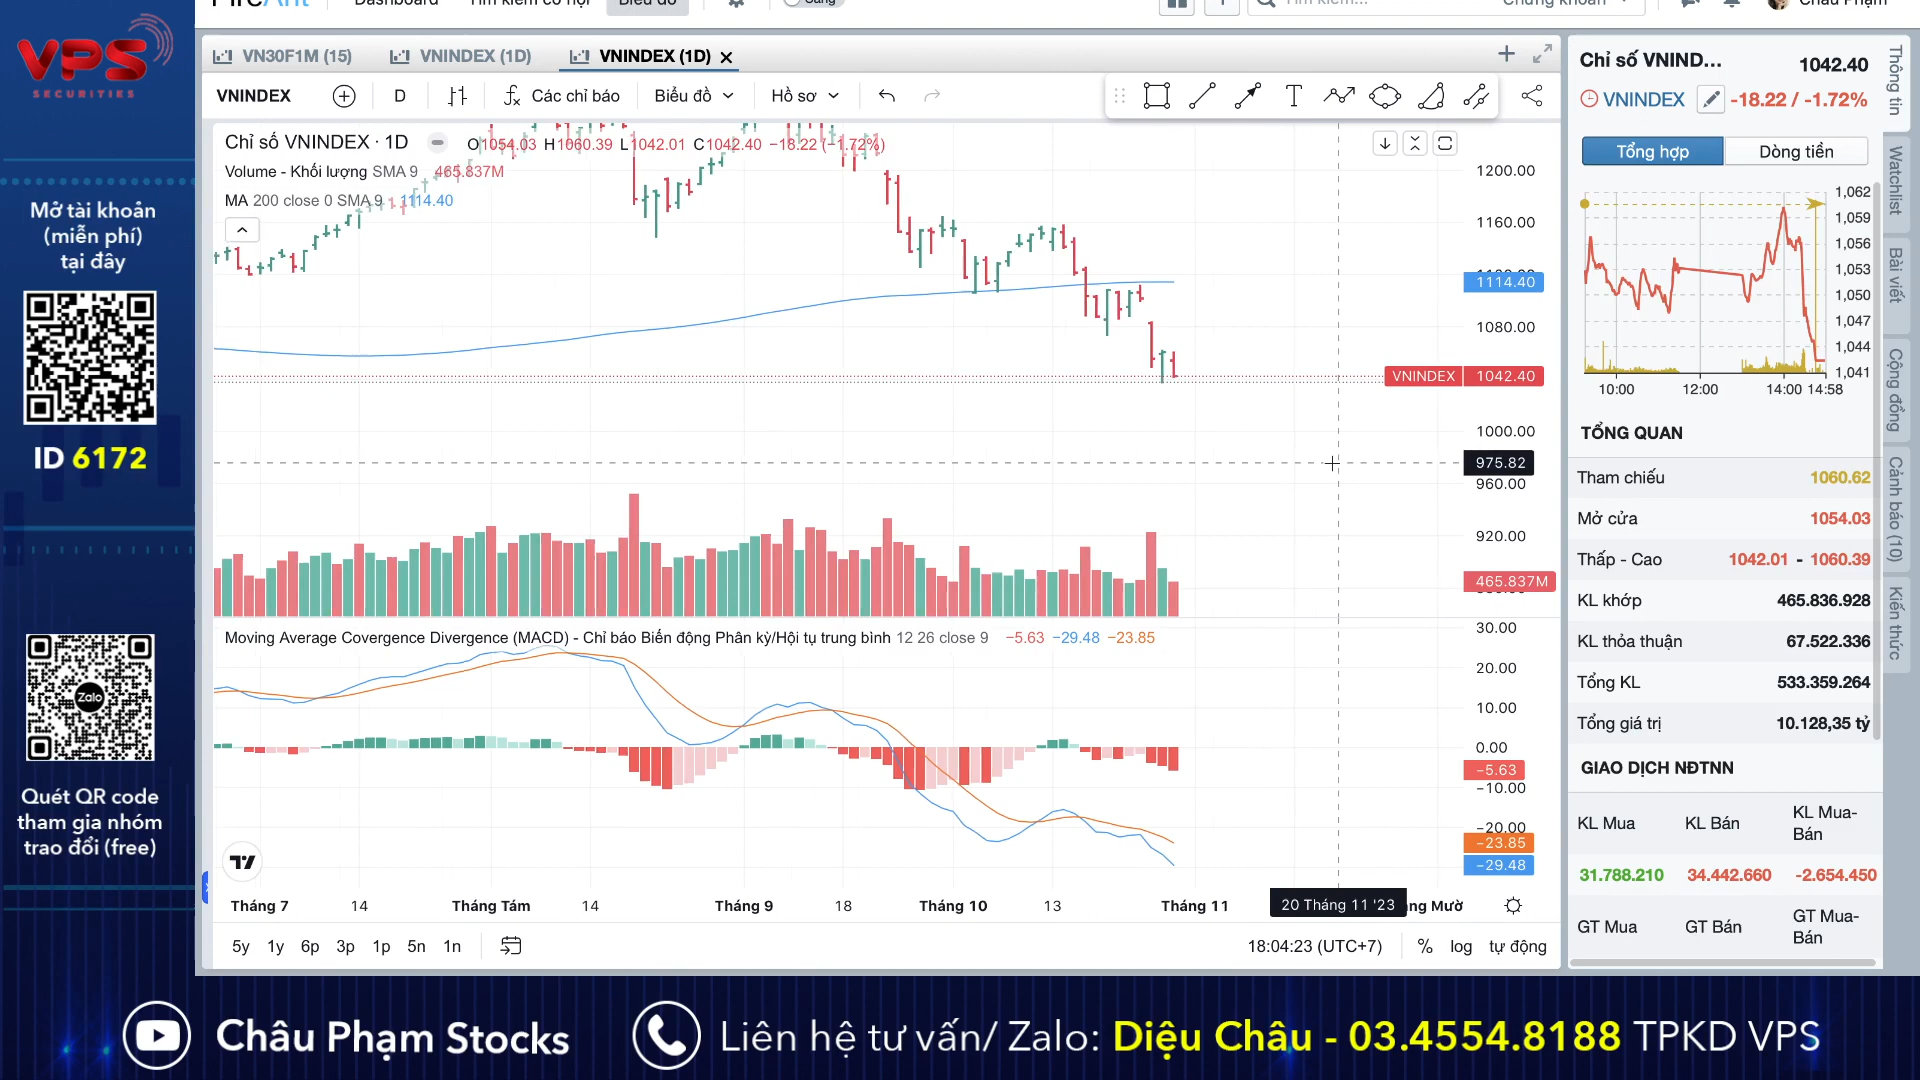 VPS
SECURITIES
Mở tài khoản
(miễn phí)
tại đây
ID 6172
Zalo
Quét QR code
tham gia nhóm
trao đổi (free)
VN30F1M (15)
VNINDEX (1D)
VNINDEX (1D)
VNINDEX
D
Các chỉ báo
Biểu đồ
Hồ sơ
Chỉ số VNINDEX · 1D
O1054.03 H1060.39 L1042.01 C1042.40 −18.22 (−1.72%)
Volume - Khối lượng SMA 9 465.837M
MA 200 close 0 SMA 9 1114.40
1200.00
1160.00
1114.40
1080.00
VNINDEX 1042.40
1000.00
975.82
960.00
920.00
465.837M
Moving Average Covergence Divergence (MACD) - Chỉ báo Biến động Phân kỳ/Hội tụ trung bình 12 26 close 9 −5.63 −29.48 −23.85
30.00
20.00
10.00
0.00
−5.63
−10.00
−20.00
−23.85
−29.48
Tháng 7
14
Tháng Tám
14
Tháng 9
18
Tháng 10
13
Tháng 11
20 Tháng 11 '23
ng Mườ
5y 1y 6p 3p 1p 5n 1n
18:04:23 (UTC+7)
% log tự động
Chỉ số VNIND...
1042.40
VNINDEX
-18.22 / -1.72%
Tổng hợp
Dòng tiền
1,062
1,059
1,056
1,053
1,050
1,047
1,044
1,041
10:00
12:00
14:00
14:58
TỔNG QUAN
Tham chiếu 1060.62
Mở cửa 1054.03
Thấp - Cao 1042.01 - 1060.39
KL khớp 465.836.928
KL thỏa thuận 67.522.336
Tổng KL 533.359.264
Tổng giá trị 10.128,35 tỷ
GIAO DỊCH NĐTNN
KL Mua
KL Bán
KL Mua-
Bán
31.788.210 34.442.660 -2.654.450
GT Mua
GT Bán
GT Mua-
Bán
Thông tin
Watchlist
Bài viết
Cộng đồng
Cảnh báo (10)
Kiến thức
Châu Phạm Stocks
Liên hệ tư vấn/ Zalo: Diệu Châu - 03.4554.8188 TPKD VPS